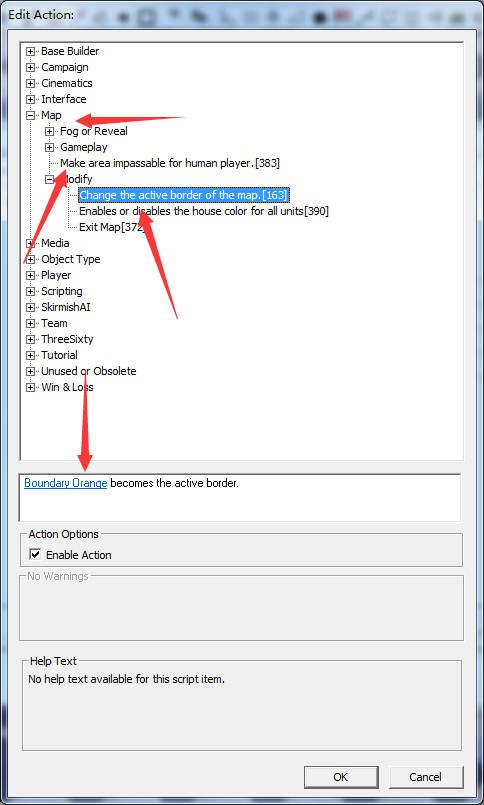 Edit Action:
Base Builder
Campaign
Cinematics
Interface
Map
Fog or Reveal
Gameplay
Make area impassable for human player.[383]
Modify
Change the active border of the map.[163]
Enables or disables the house color for all units[390]
Exit Map[372]
Media
Object Type
Player
Scripting
SkirmishAI
Team
ThreeSixty
Tutorial
Unused or Obsolete
Win & Loss
Boundary Orange becomes the active border.
Action Options
Enable Action
No Warnings
Help Text
No help text available for this script item.
OK
Cancel